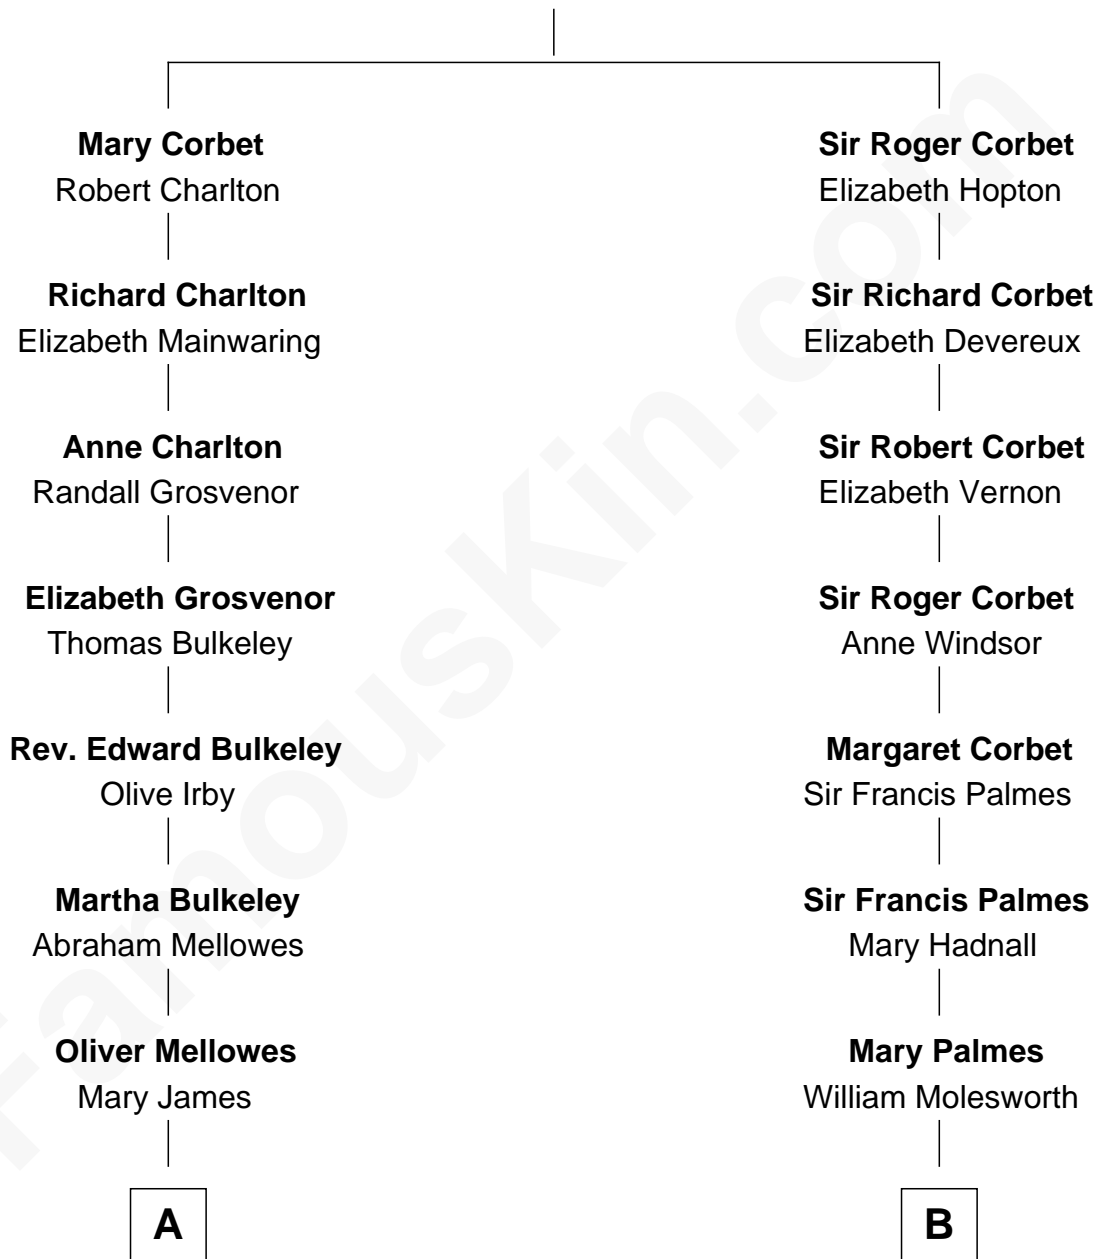 Mary Corbet
Robert Charlton
Sir Roger Corbet
Elizabeth Hopton
Richard Charlton
Elizabeth Mainwaring
Sir Richard Corbet
Elizabeth Devereux
Anne Charlton
Randall Grosvenor
Sir Robert Corbet
Elizabeth Vernon
Elizabeth Grosvenor
Thomas Bulkeley
Sir Roger Corbet
Anne Windsor
Rev. Edward Bulkeley
Olive Irby
Margaret Corbet
Sir Francis Palmes
Martha Bulkeley
Abraham Mellowes
Sir Francis Palmes
Mary Hadnall
Oliver Mellowes
Mary James
Mary Palmes
William Molesworth
A
B
FamousKin.com